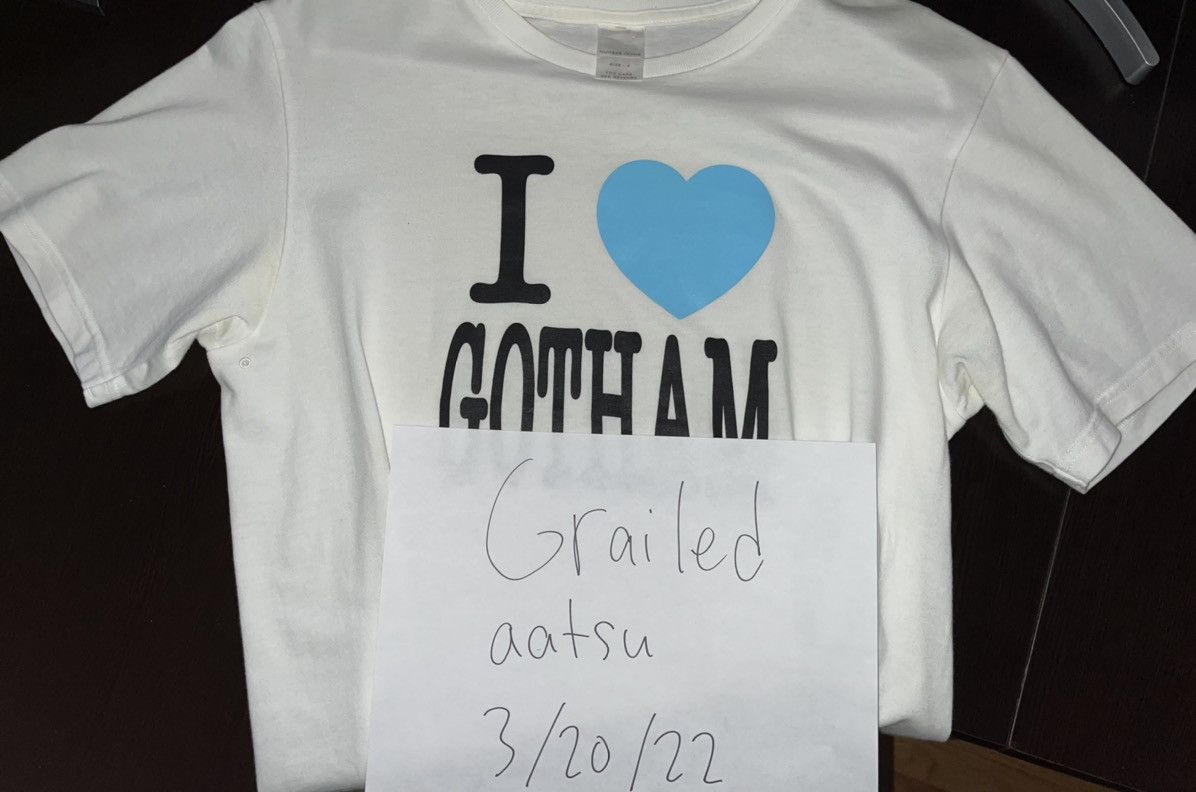 I
GOTHAM
Grailed
aatsu
3/20/22